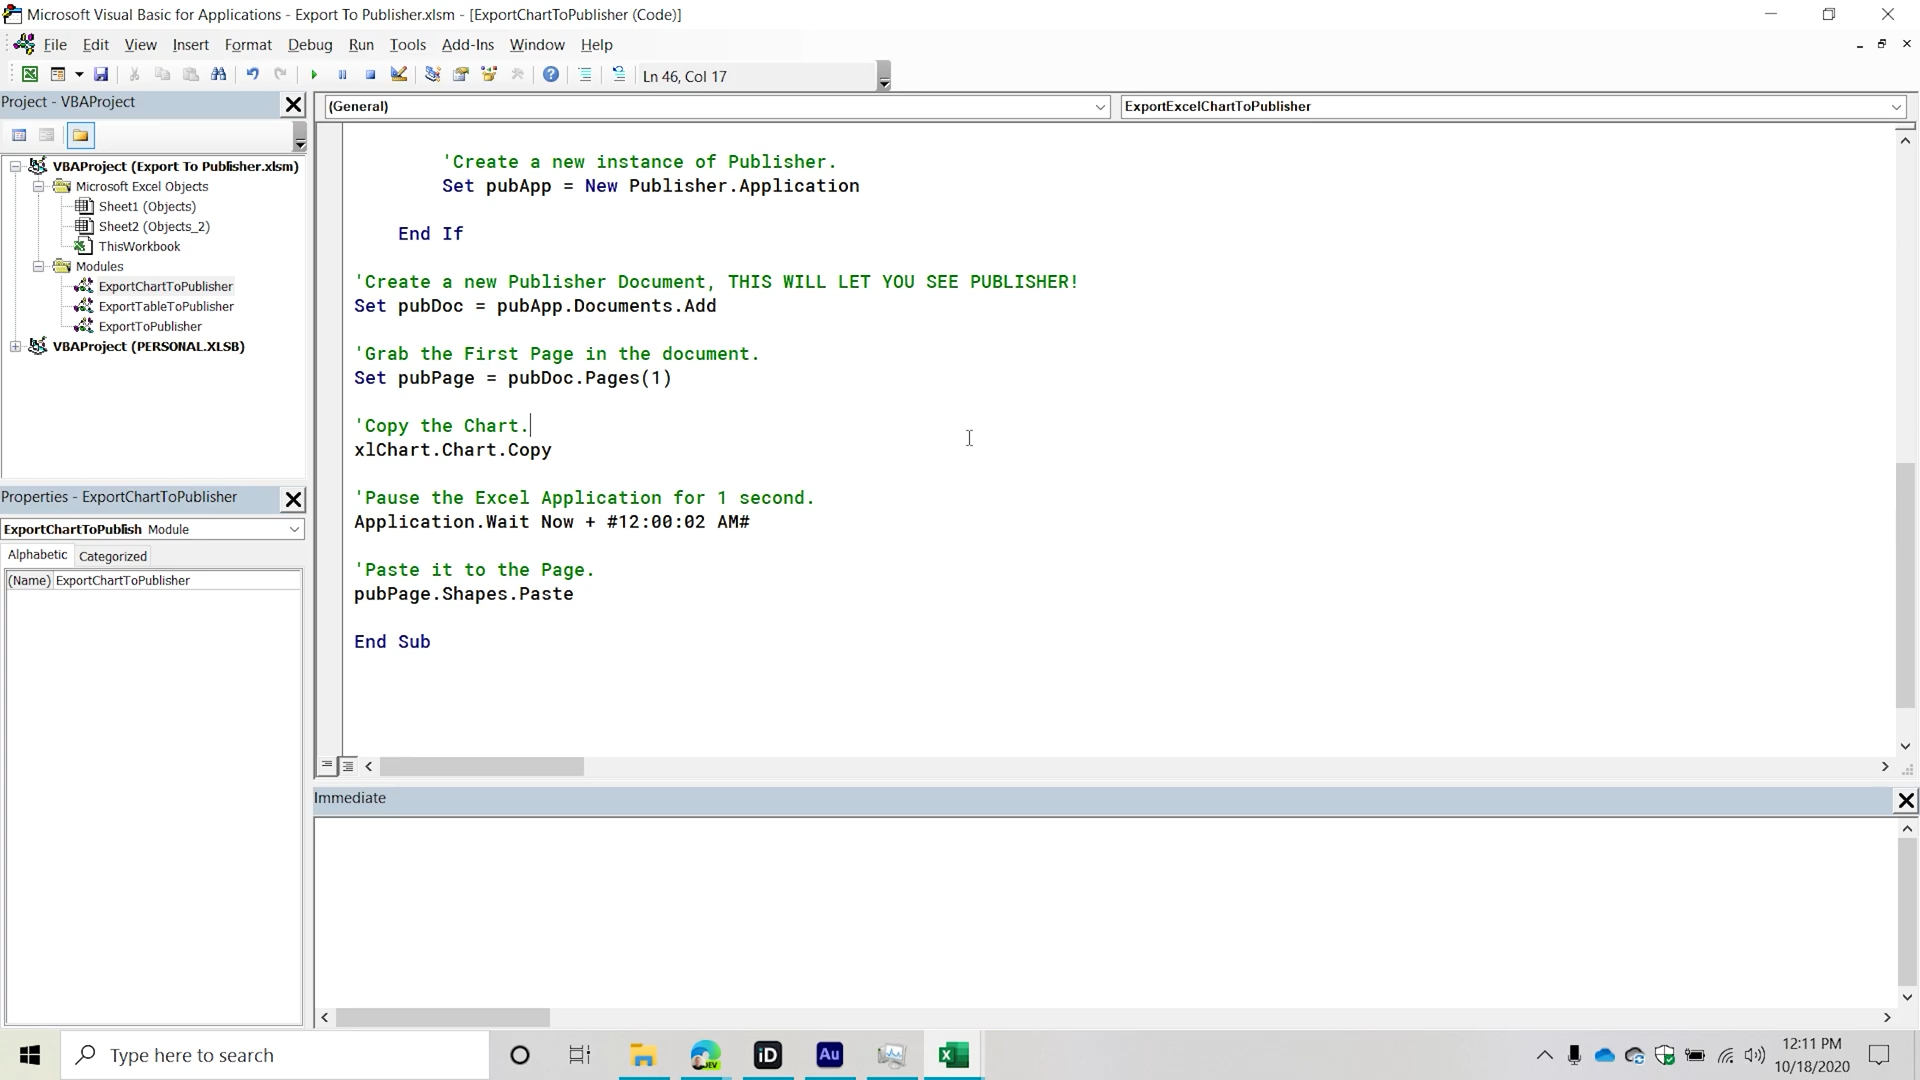 Microsoft Visual Basic for Applications - Export To Publisher.xlsm - [ExportChartToPublisher (Code)]
File Edit View Insert Format Debug Run Tools Add-Ins Window Help
Ln 46, Col 17
Project - VBAProject
(General)
ExportExcelChartToPublisher
VBAProject (Export To Publisher.xlsm)
Microsoft Excel Objects
Sheet1 (Objects)
Sheet2 (Objects_2)
ThisWorkbook
Modules
ExportChartToPublisher
ExportTableToPublisher
ExportToPublisher
VBAProject (PERSONAL.XLSB)
Properties - ExportChartToPublisher
ExportChartToPublish Module
Alphabetic Categorized
(Name) ExportChartToPublisher
'Create a new instance of Publisher.
Set pubApp = New Publisher.Application
End If
'Create a new Publisher Document, THIS WILL LET YOU SEE PUBLISHER!
Set pubDoc = pubApp.Documents.Add
'Grab the First Page in the document.
Set pubPage = pubDoc.Pages(1)
'Copy the Chart.
xlChart.Chart.Copy
'Pause the Excel Application for 1 second.
Application.Wait Now + #12:00:02 AM#
'Paste it to the Page.
pubPage.Shapes.Paste
End Sub
Immediate
Type here to search
DEV
iD
Au
12:11 PM
10/18/2020